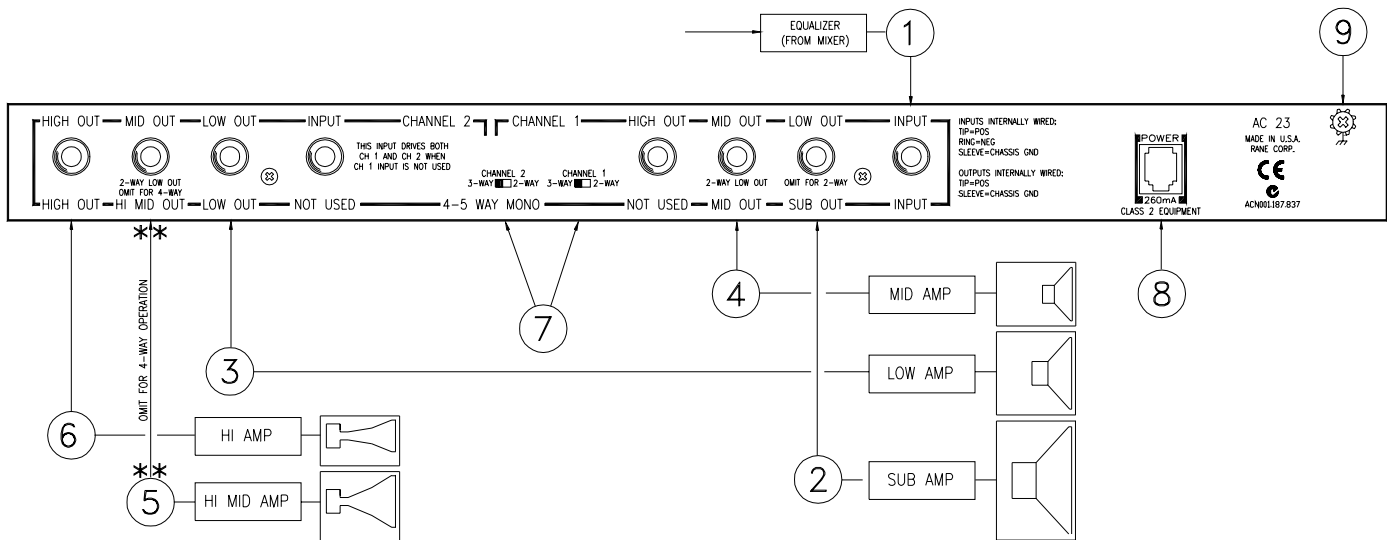 EQUALIZER
(FROM MIXER)
1
9
HIGH OUT MID OUT LOW OUT INPUT CHANNEL 2 CHANNEL 1 HIGH OUT MID OUT LOW OUT INPUT
THIS INPUT DRIVES BOTH
CH 1 AND CH 2 WHEN
CH 1 INPUT IS NOT USED
2-WAY LOW OUT
OMIT FOR 4-WAY
CHANNEL 2
3-WAY 2-WAY
CHANNEL 1
3-WAY 2-WAY
2-WAY LOW OUT
OMIT FOR 2-WAY
HIGH OUT HI MID OUT LOW OUT NOT USED 4-5 WAY MONO NOT USED MID OUT SUB OUT INPUT
INPUTS INTERNALLY WIRED:
TIP=POS
RING=NEG
SLEEVE=CHASSIS GND
OUTPUTS INTERNALLY WIRED:
TIP=POS
SLEEVE=CHASSIS GND
POWER
260mA
CLASS 2 EQUIPMENT
AC 23
MADE IN U.S.A.
RANE CORP.
CE
ACN001.187.837
**
OMIT FOR 4-WAY OPERATION
**
4
MID AMP
8
7
3
LOW AMP
6
HI AMP
2
SUB AMP
5
HI MID AMP